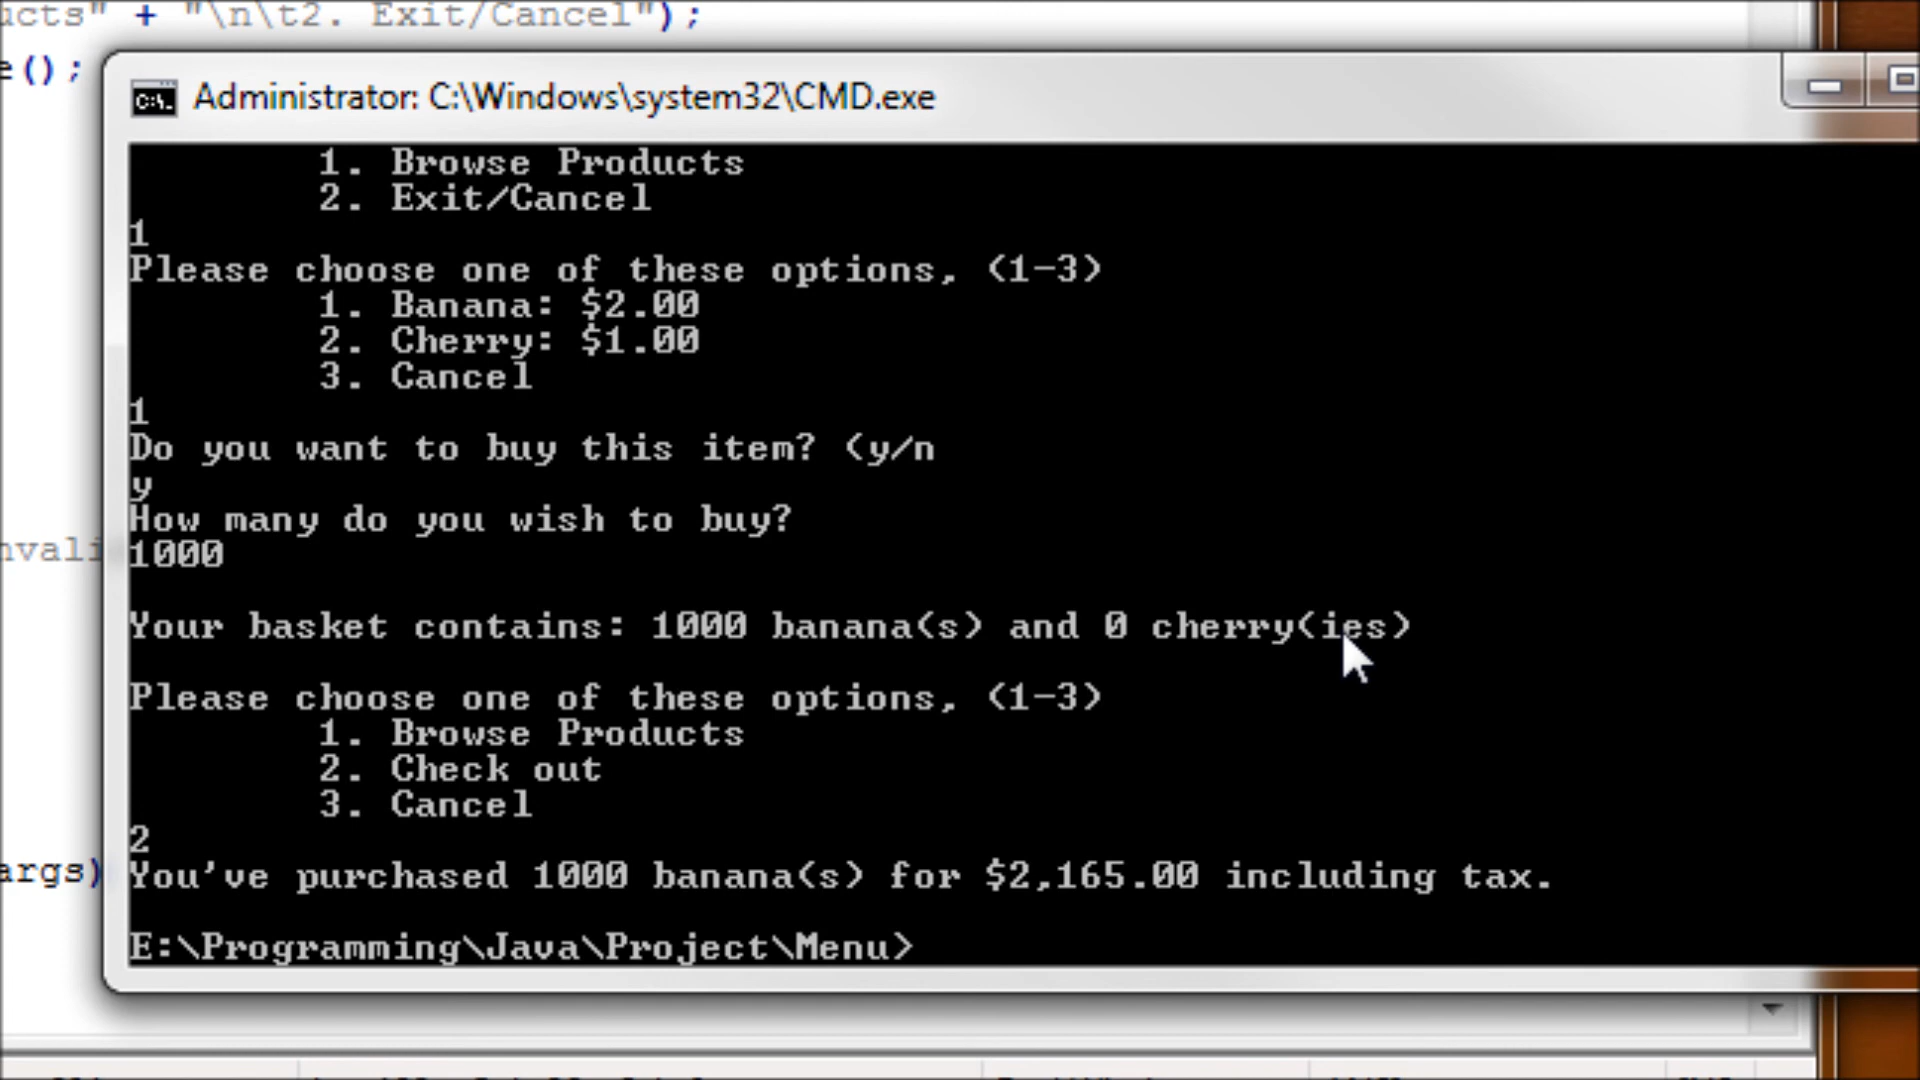 ucts" + "\n\t2. Exit/Cancel");
e();
Administrator: C:\Windows\system32\CMD.exe
1. Browse Products
2. Exit/Cancel
1
Please choose one of these options, (1-3)
1. Banana: $2.00
2. Cherry: $1.00
3. Cancel
1
Do you want to buy this item? (y/n
y
How many do you wish to buy?
nvali
1000
Your basket contains: 1000 banana(s) and 0 cherry(ies)
Please choose one of these options, (1-3)
1. Browse Products
2. Check out
3. Cancel
2
args)
You've purchased 1000 banana(s) for $2,165.00 including tax.
E:\Programming\Java\Project\Menu>